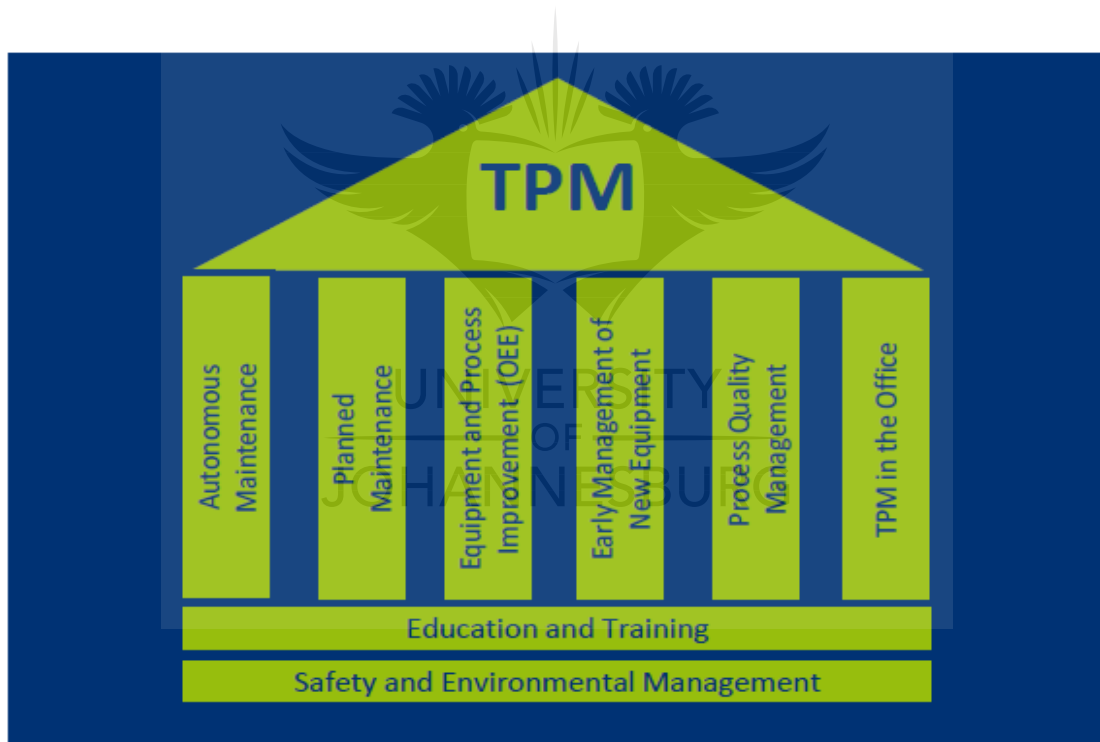 TPM
Autonomous
Maintenance
Planned
Maintenance
Equipment and Process
Improvement (OEE)
Early Management of
New Equipment
Process Quality
Management
TPM in the Office
UNIVERSITY
OF
JOHANNESBURG
Education and Training
Safety and Environmental Management